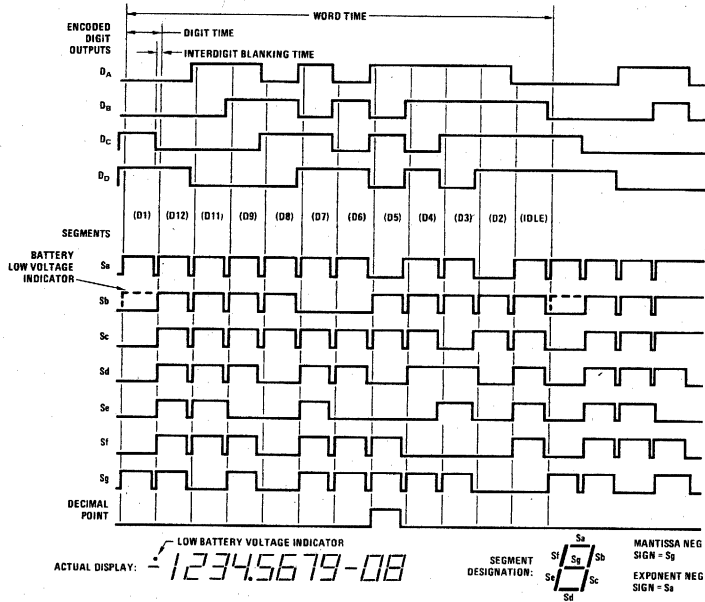 WORD TIME
ENCODED
DIGIT
OUTPUTS
DIGIT TIME
INTERDIGIT BLANKING TIME
DA
DB
DC
DD
(D1) (D12) (D11) (D9) (D8) (D7) (D6) (D5) (D4) (D3) (D2) (IDLE)
SEGMENTS
BATTERY
LOW VOLTAGE
INDICATOR
Sa
Sb
Sc
Sd
Se
Sf
Sg
DECIMAL
POINT
LOW BATTERY VOLTAGE INDICATOR
ACTUAL DISPLAY: -1234.5679-08
SEGMENT
DESIGNATION:
Sa
Sf Sg Sb
Se Sc
Sd
MANTISSA NEG
SIGN = Sg
EXPONENT NEG
SIGN = Sa